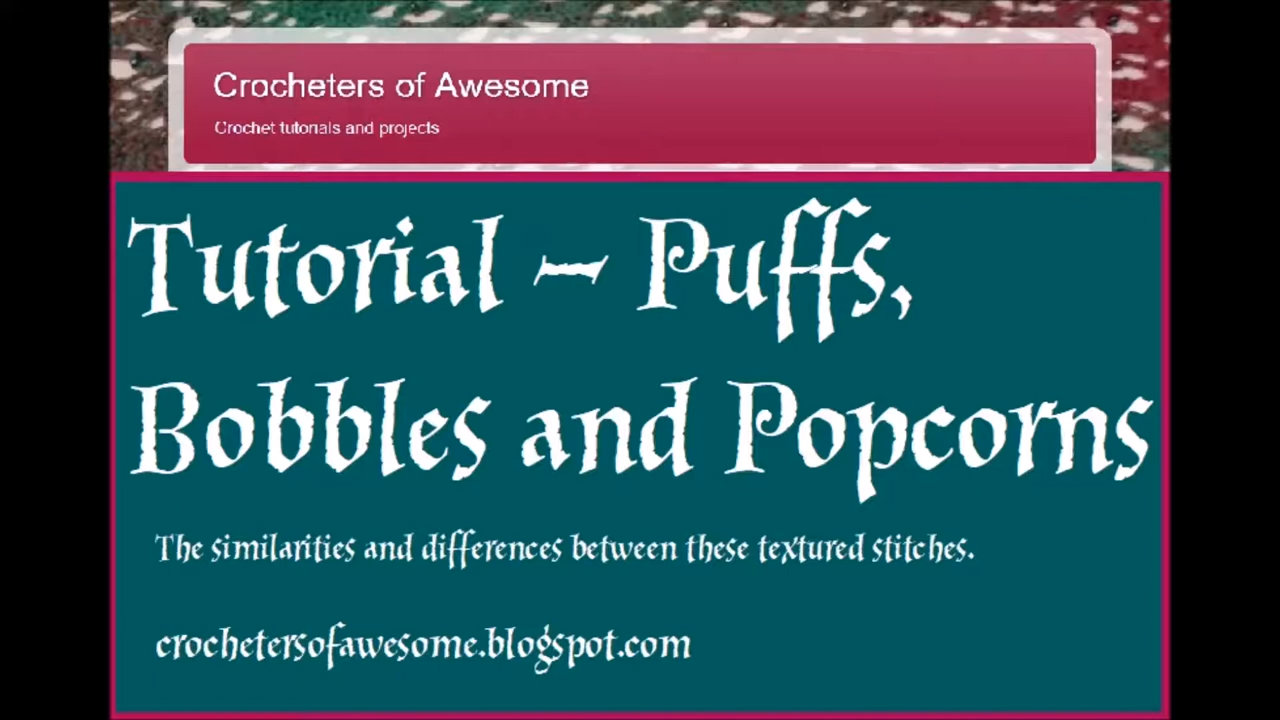 Crocheters of Awesome
Crochet tutorials and projects
Tutorial – Puffs,
Bobbles and Popcorns
The similarities and differences between these textured stitches.
crochetersofawesome.blogspot.com